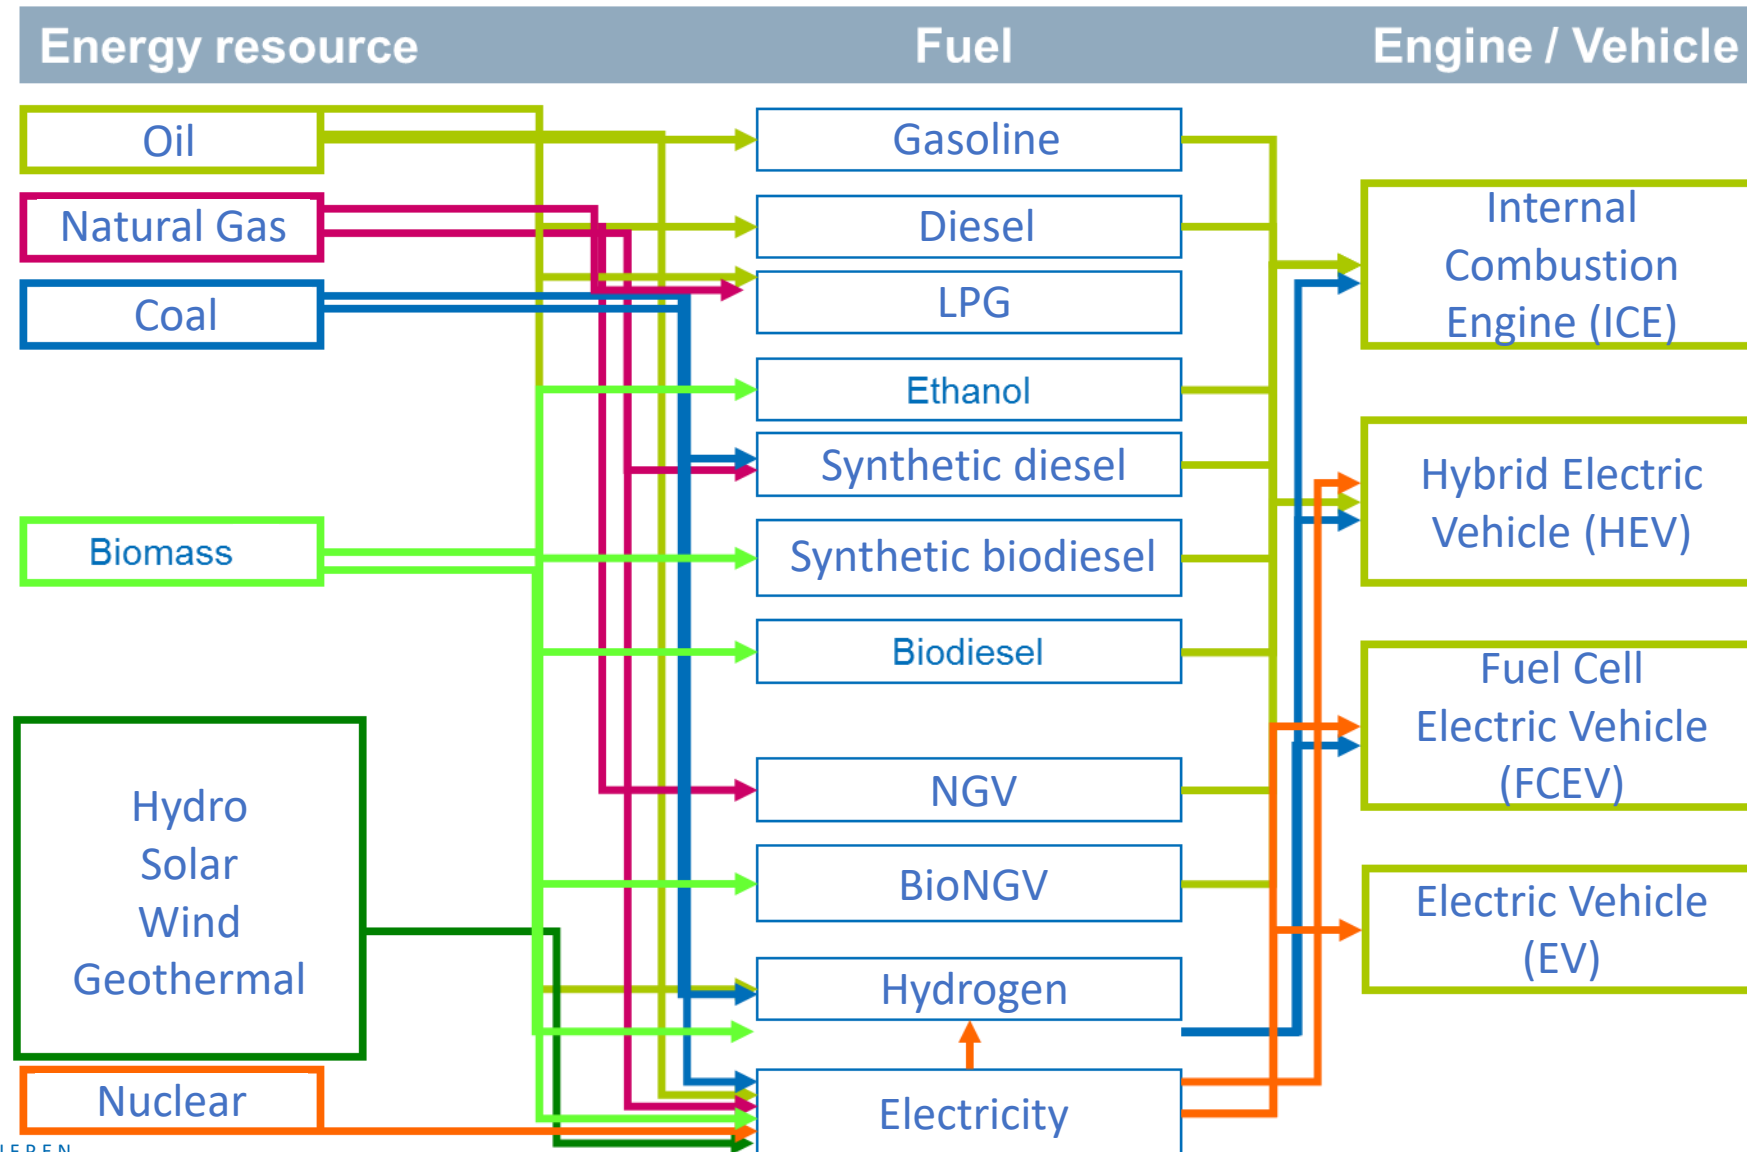 Energy resource
Fuel
Engine / Vehicle
Oil
Natural Gas
Coal
Biomass
Hydro
Solar
Wind
Geothermal
Nuclear
Gasoline
Diesel
LPG
Ethanol
Synthetic diesel
Synthetic biodiesel
Biodiesel
NGV
BioNGV
Hydrogen
Electricity
Internal
Combustion
Engine (ICE)
Hybrid Electric
Vehicle (HEV)
Fuel Cell
Electric Vehicle
(FCEV)
Electric Vehicle
(EV)